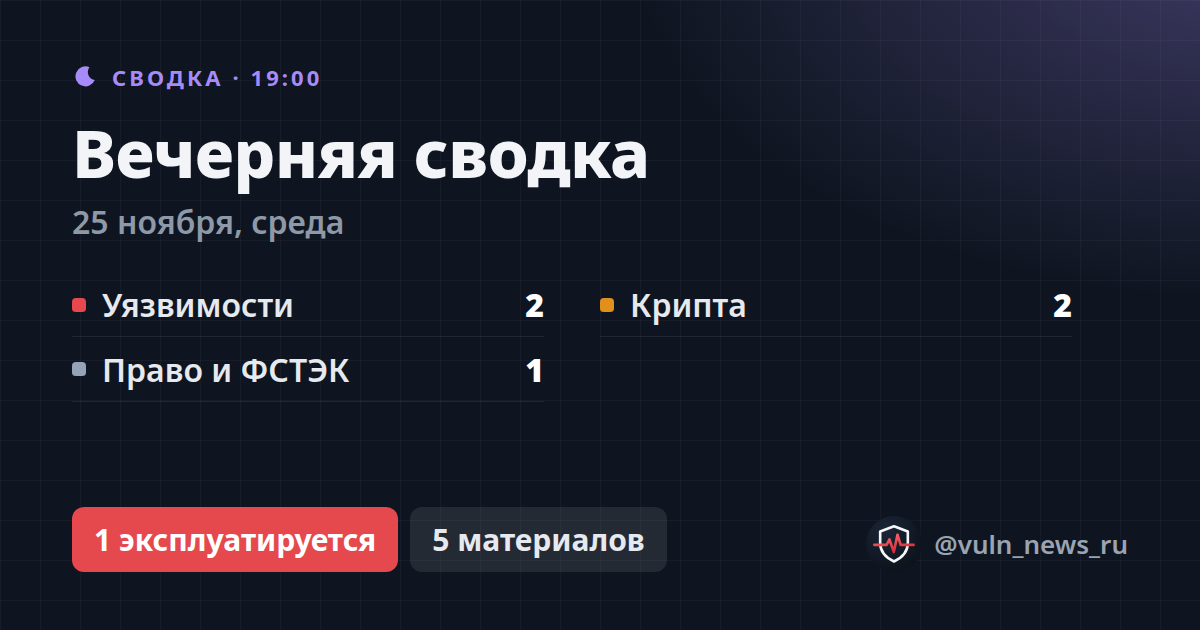 СВОДКА · 19:00
Вечерняя сводка
25 ноября, среда
Уязвимости 2
Крипта 2
Право и ФСТЭК 1
1 эксплуатируется
5 материалов
@vuln_news_ru